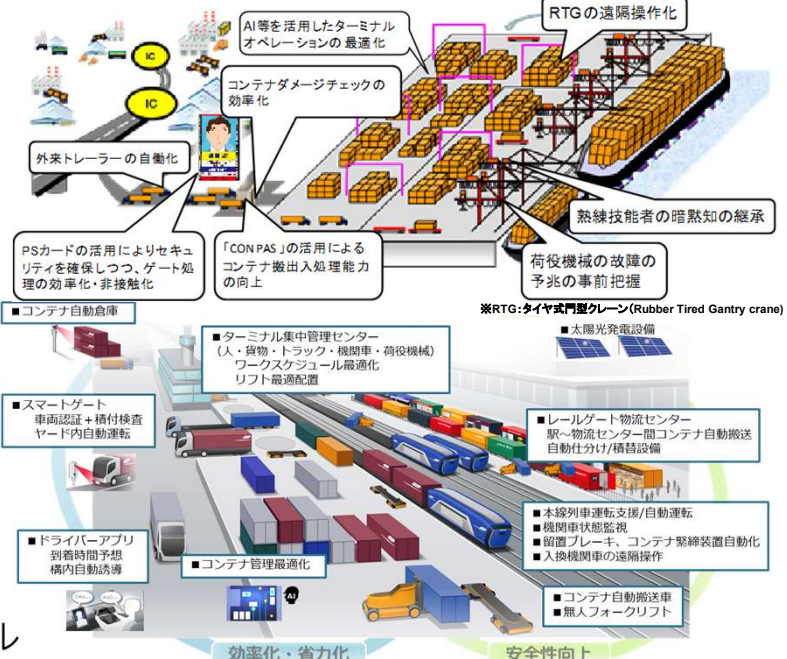 RTGの遠隔操作化
AI等を活用したターミナル
オペレーションの最適化
IC
IC
コンテナダメージチェックの
効率化
外来トレーラーの自働化
熟練技能者の暗黙知の継承
PSカードの活用によりセキュ
リティを確保しつつ、ゲート処
理の効率化・非接触化
「CONPAS」の活用による
コンテナ搬出入処理能力
の向上
荷役機械の故障の
予兆の事前把握
※RTG:タイヤ式門型クレーン(Rubber Tired Gantry crane)
■コンテナ自動倉庫
■ターミナル集中管理センター
(人・貨物・トラック・機関車・荷役機械)
ワークスケジュール最適化
リフト最適配置
■太陽光発電設備
■スマートゲート
車両認証+積付検査
ヤード内自動運転
■レールゲート物流センター
駅~物流センター間コンテナ自動搬送
自動仕分け/積替設備
■本線列車運転支援/自動運転
■機関車状態監視
■留置ブレーキ、コンテナ緊締装置自動化
■入換機関車の遠隔操作
■ドライバーアプリ
到着時間予想
構内自動誘導
■コンテナ管理最適化
AI
■コンテナ自動搬送車
■無人フォークリフト
レ
効率化・省力化
安全性向上